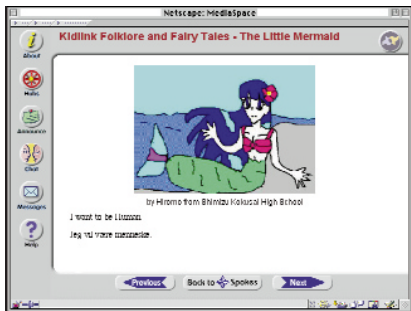 Netscape: MediaSpace
Kidlink Folklore and Fairy Tales - The Little Mermaid
About
Hubs
Announce
Chat
Messages
Help
by Hiromo from Shimizu Kokusai High School
I want to be Human.
Jeg vil være menneske.
Previous
Back to Spokes
Next